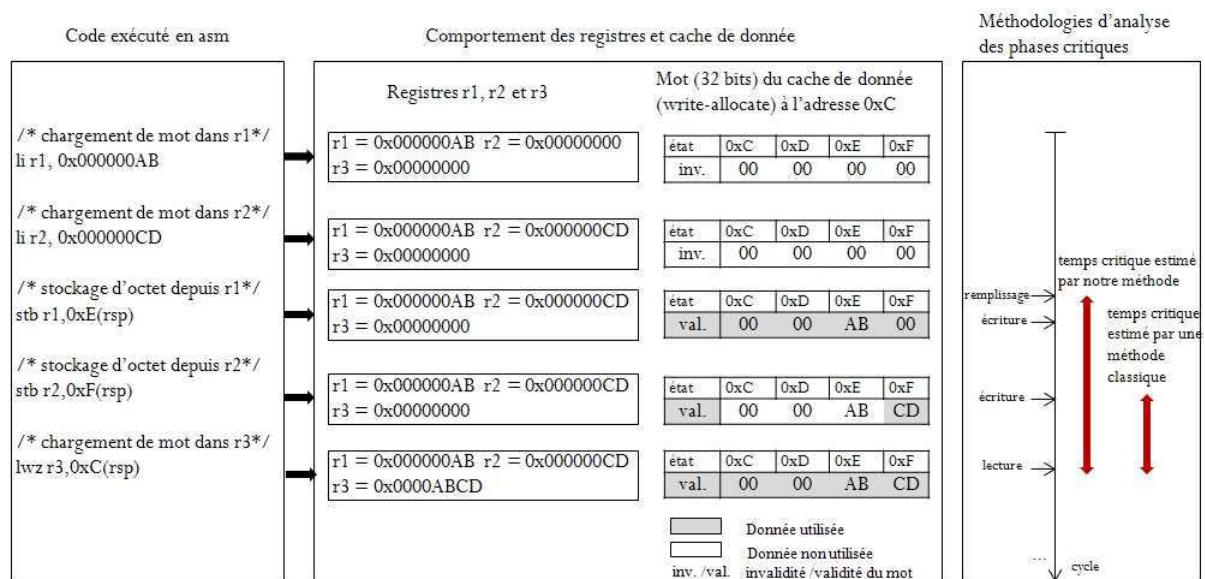 Code exécuté en asm
Comportement des registres et cache de donnée
Méthodologies d'analyse
des phases critiques
Registres r1, r2 et r3
Mot (32 bits) du cache de donnée
(write-allocate) à l'adresse 0xC
/* chargement de mot dans r1*/
li r1, 0x000000AB
r1 = 0x000000AB r2 = 0x00000000
r3 = 0x00000000
état 0xC 0xD 0xE 0xF
inv. 00 00 00 00
/* chargement de mot dans r2*/
li r2, 0x000000CD
r1 = 0x000000AB r2 = 0x000000CD
r3 = 0x00000000
état 0xC 0xD 0xE 0xF
inv. 00 00 00 00
/* stockage d'octet depuis r1*/
stb r1,0xE(rsp)
r1 = 0x000000AB r2 = 0x000000CD
r3 = 0x00000000
état 0xC 0xD 0xE 0xF
val. 00 00 AB 00
/* stockage d'octet depuis r2*/
stb r2,0xF(rsp)
r1 = 0x000000AB r2 = 0x000000CD
r3 = 0x00000000
état 0xC 0xD 0xE 0xF
val. 00 00 AB CD
/* chargement de mot dans r3*/
lwz r3,0xC(rsp)
r1 = 0x000000AB r2 = 0x000000CD
r3 = 0x0000ABCD
état 0xC 0xD 0xE 0xF
val. 00 00 AB CD
Donnée utilisée
Donnée non utilisée
inv. /val. invalidité /validité du mot
temps critique estimé
par notre méthode
remplissage
écriture
temps critique
estimé par une
méthode
classique
écriture
lecture
...
cycle